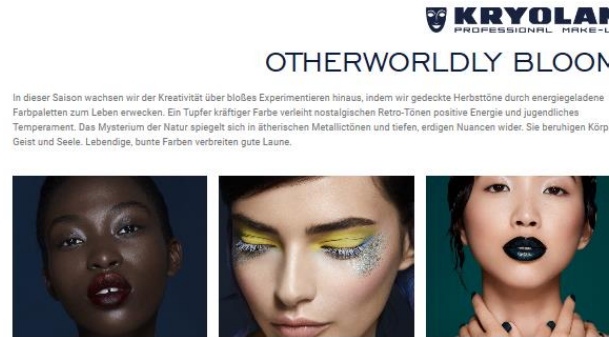 KRYOLAN
PROFESSIONAL MAKE-U
OTHERWORLDLY BLOOM
In dieser Saison wachsen wir der Kreativität über bloßes Experimentieren hinaus, indem wir gedeckte Herbsttöne durch energiegeladene
Farbpaletten zum Leben erwecken. Ein Tupfer kräftiger Farbe verleiht nostalgischen Retro-Tönen positive Energie und jugendliches
Temperament. Das Mysterium der Natur spiegelt sich in ätherischen Metallictönen und tiefen, erdigen Nuancen wider. Sie beruhigen Körp
Geist und Seele. Lebendige, bunte Farben verbreiten gute Laune.